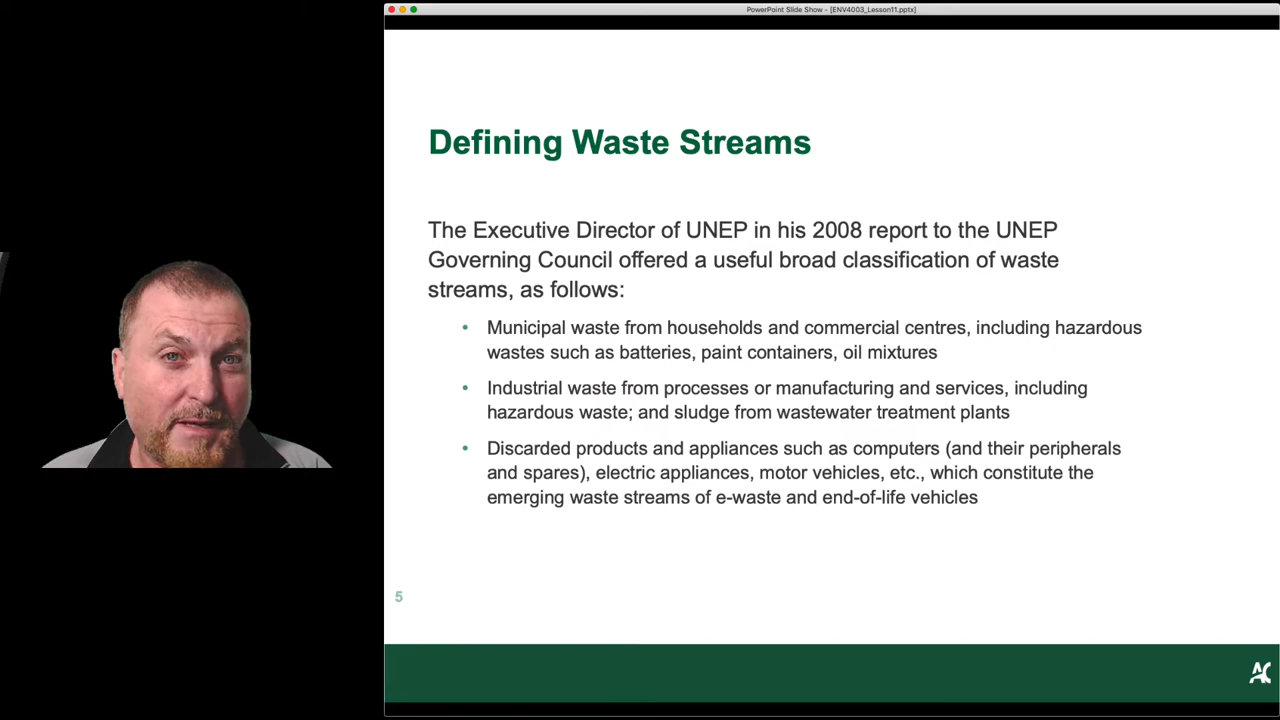 PowerPoint Slide Show - [ENV4003_Lesson11.pptx]
Defining Waste Streams
The Executive Director of UNEP in his 2008 report to the UNEP
Governing Council offered a useful broad classification of waste
streams, as follows:
• Municipal waste from households and commercial centres, including hazardous
wastes such as batteries, paint containers, oil mixtures
• Industrial waste from processes or manufacturing and services, including
hazardous waste; and sludge from wastewater treatment plants
• Discarded products and appliances such as computers (and their peripherals
and spares), electric appliances, motor vehicles, etc., which constitute the
emerging waste streams of e-waste and end-of-life vehicles
5
AC